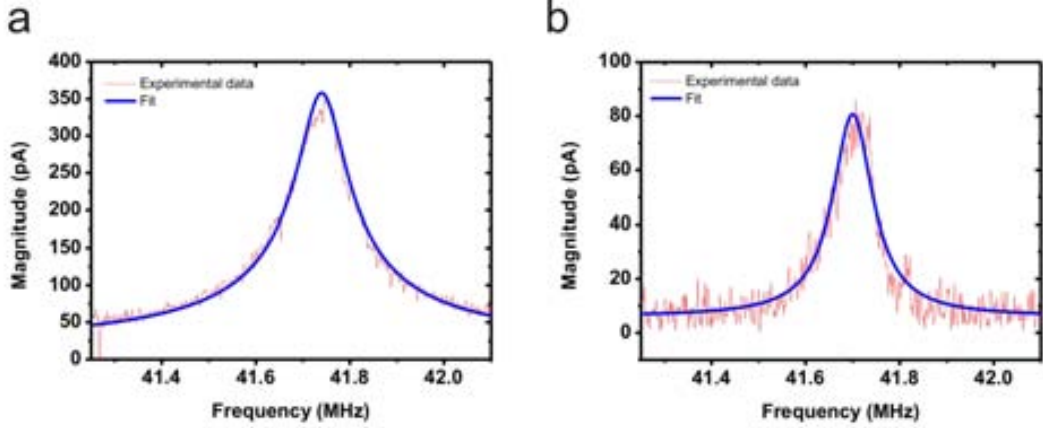 a
400
350
300
250
200
150
100
50
0
Magnitude (pA)
Experimental data
Fit
41.4
41.6
41.8
42.0
Frequency (MHz)
b
100
80
60
40
20
0
Magnitude (pA)
Experimental data
Fit
41.4
41.6
41.8
42.0
Frequency (MHz)